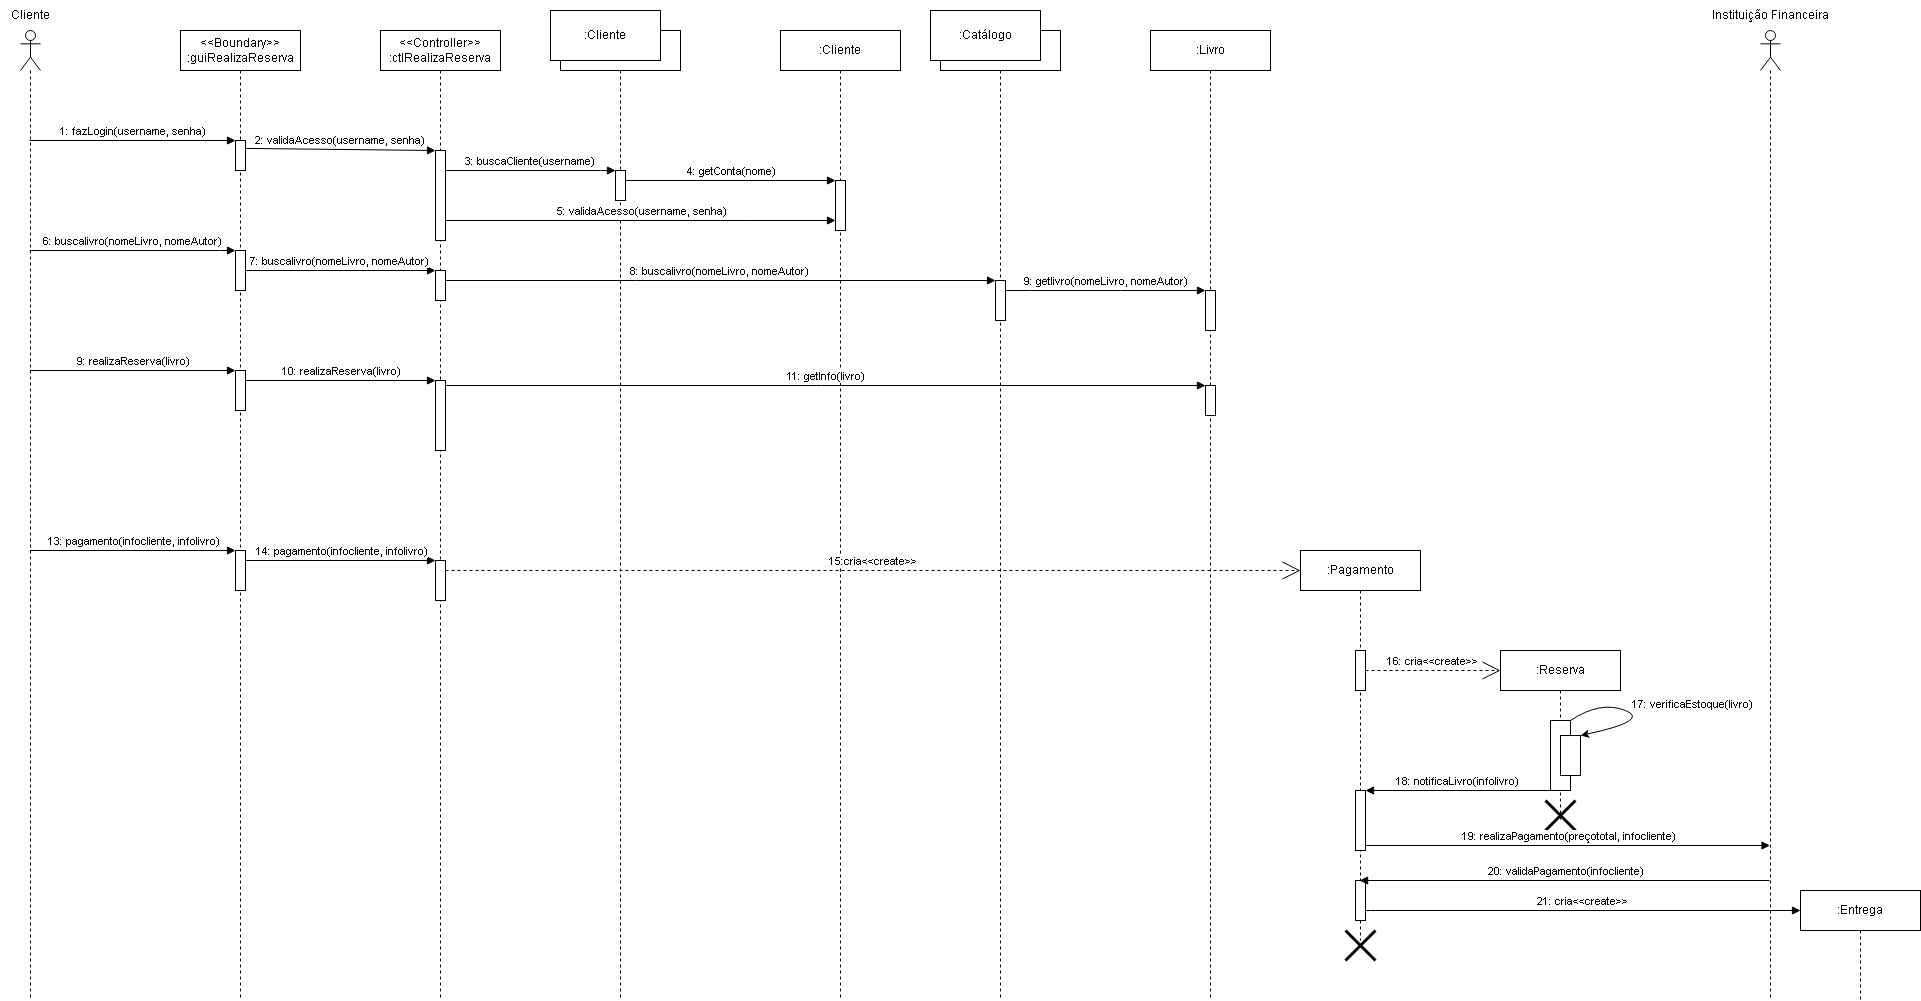 Cliente
Instituição Financeira
<<Boundary>>
:guiRealizaReserva
<<Controller>>
:ctlRealizaReserva
:Cliente
:Cliente
:Catálogo
:Livro
1: fazLogin(username, senha)
2: validaAcesso(username, senha)
3: buscaCliente(username)
4: getConta(nome)
5: validaAcesso(username, senha)
6: buscalivro(nomeLivro, nomeAutor)
7: buscalivro(nomeLivro, nomeAutor)
8: buscalivro(nomeLivro, nomeAutor)
9: getlivro(nomeLivro, nomeAutor)
9: realizaReserva(livro)
10: realizaReserva(livro)
11: getInfo(livro)
13: pagamento(infocliente, infolivro)
14: pagamento(infocliente, infolivro)
15:cria<<create>>
:Pagamento
16: cria<<create>>
:Reserva
17: verificaEstoque(livro)
18: notificaLivro(infolivro)
19: realizaPagamento(preçototal, infocliente)
20: validaPagamento(infocliente)
21: cria<<create>>
:Entrega